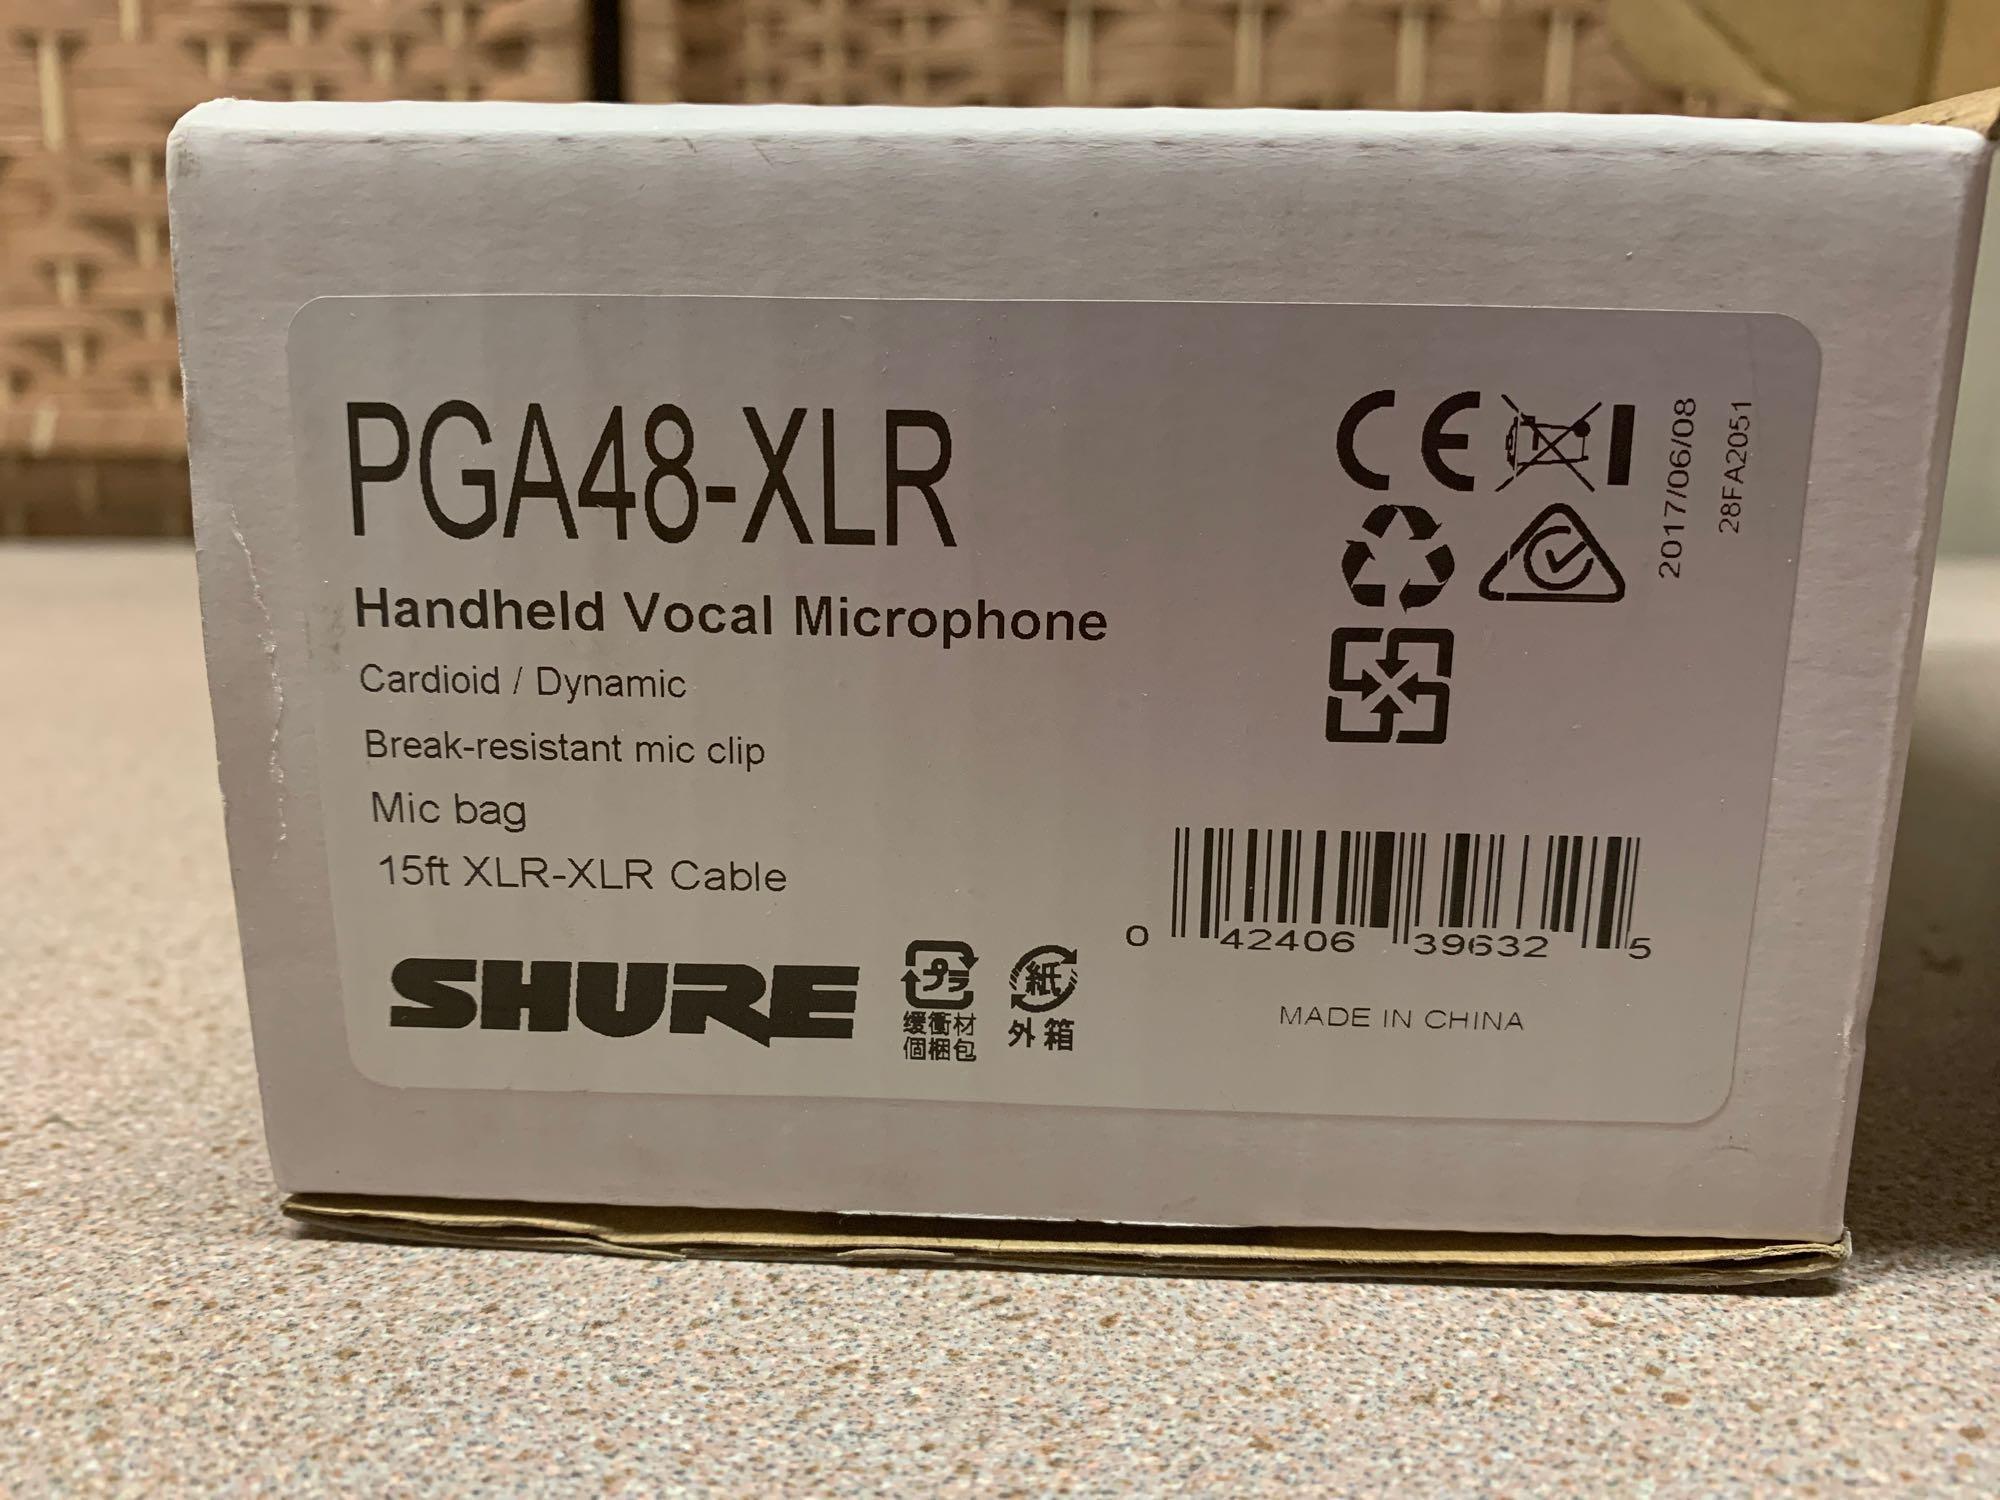 PGA48-XLR
Handheld Vocal Microphone
Cardioid / Dynamic
Break-resistant mic clip
Mic bag
15ft XLR-XLR Cable
SHURE
プラ
緩衝材
個梱包
紙
外箱
CE
2017/06/08
28FA2051
0 42406 39632 5
MADE IN CHINA